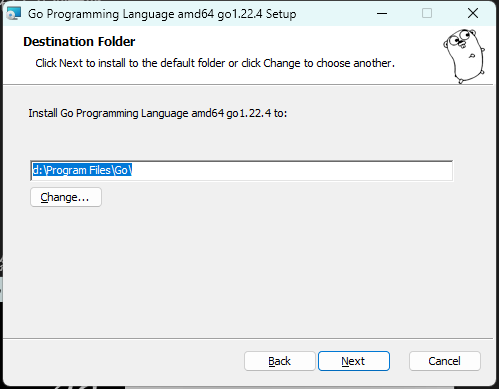 Go Programming Language amd64 go1.22.4 Setup
Destination Folder
Click Next to install to the default folder or click Change to choose another.
Install Go Programming Language amd64 go1.22.4 to:
d:\Program Files\Go\
Change...
Back Next Cancel